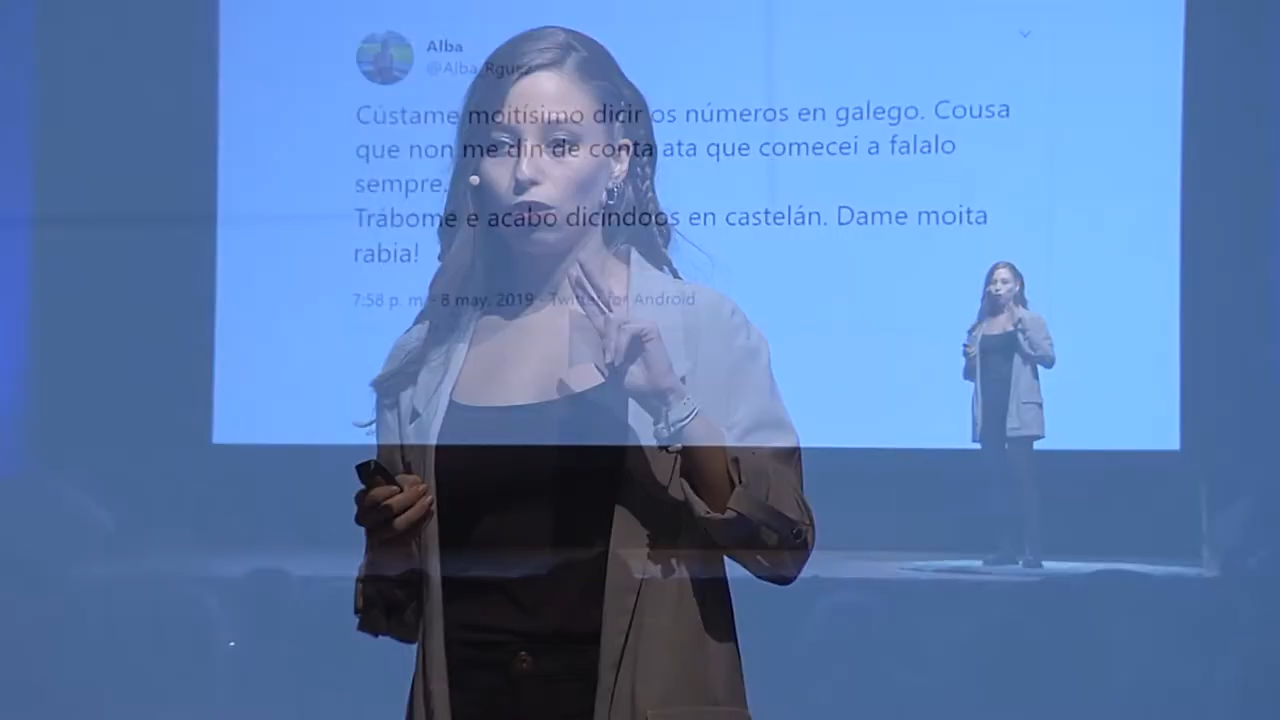 Alba
@Alba_Rguez
Cústame moitísimo dicir os números en galego. Cousa
que non me din de conta ata que comecei a falalo
sempre.
Trábome e acabo dicíndoos en castelán. Dame moita
rabia!
7:58 p. m. · 8 may. 2019 · Twitter for Android